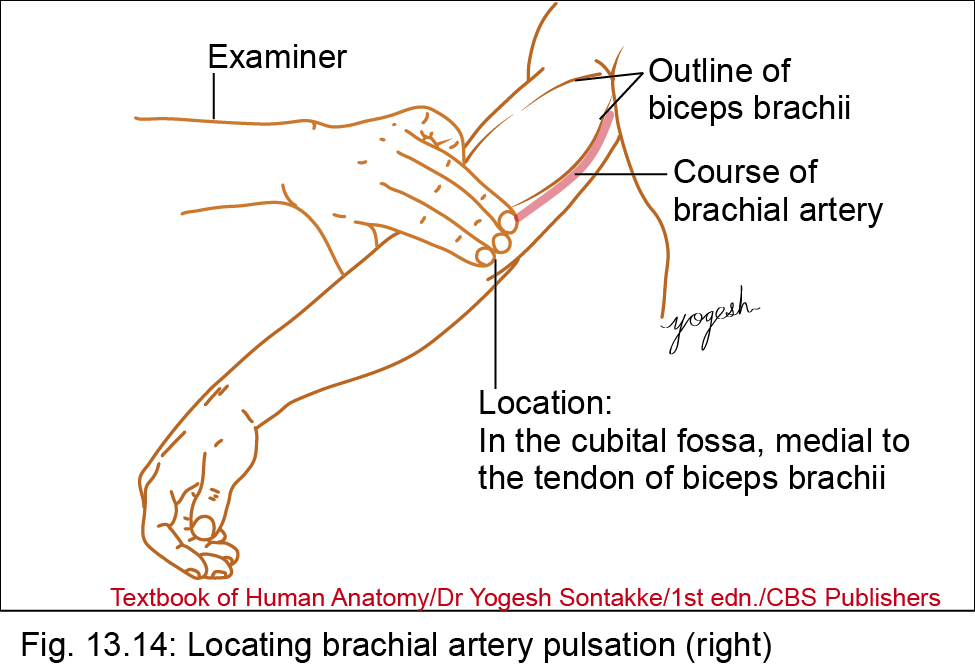 Examiner
Outline of
biceps brachii
Course of
brachial artery
yogesh
Location:
In the cubital fossa, medial to
the tendon of biceps brachii
Textbook of Human Anatomy/Dr Yogesh Sontakke/1st edn./CBS Publishers
Fig. 13.14: Locating brachial artery pulsation (right)